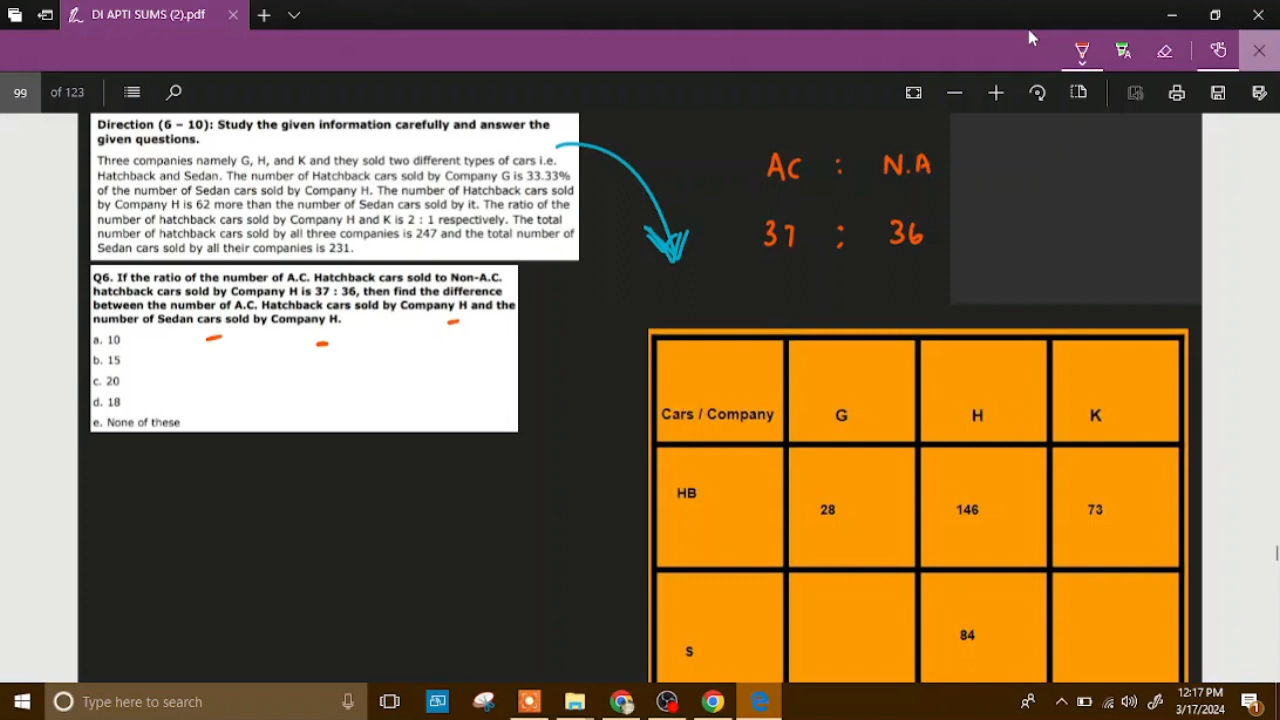 DI APTI SUMS (2).pdf
99 of 123
Direction (6 – 10): Study the given information carefully and answer the
given questions.
Three companies namely G, H, and K and they sold two different types of cars i.e.
Hatchback and Sedan. The number of Hatchback cars sold by Company G is 33.33%
of the number of Sedan cars sold by Company H. The number of Hatchback cars sold
by Company H is 62 more than the number of Sedan cars sold by it. The ratio of the
number of hatchback cars sold by Company H and K is 2 : 1 respectively. The total
number of hatchback cars sold by all three companies is 247 and the total number of
Sedan cars sold by all their companies is 231.
Q6. If the ratio of the number of A.C. Hatchback cars sold to Non-A.C.
hatchback cars sold by Company H is 37 : 36, then find the difference
between the number of A.C. Hatchback cars sold by Company H and the
number of Sedan cars sold by Company H.
a. 10
b. 15
c. 20
d. 18
e. None of these
AC : N.A
37 : 36
Cars / Company G H K
HB 28 146 73
S 84
Type here to search
12:17 PM
3/17/2024